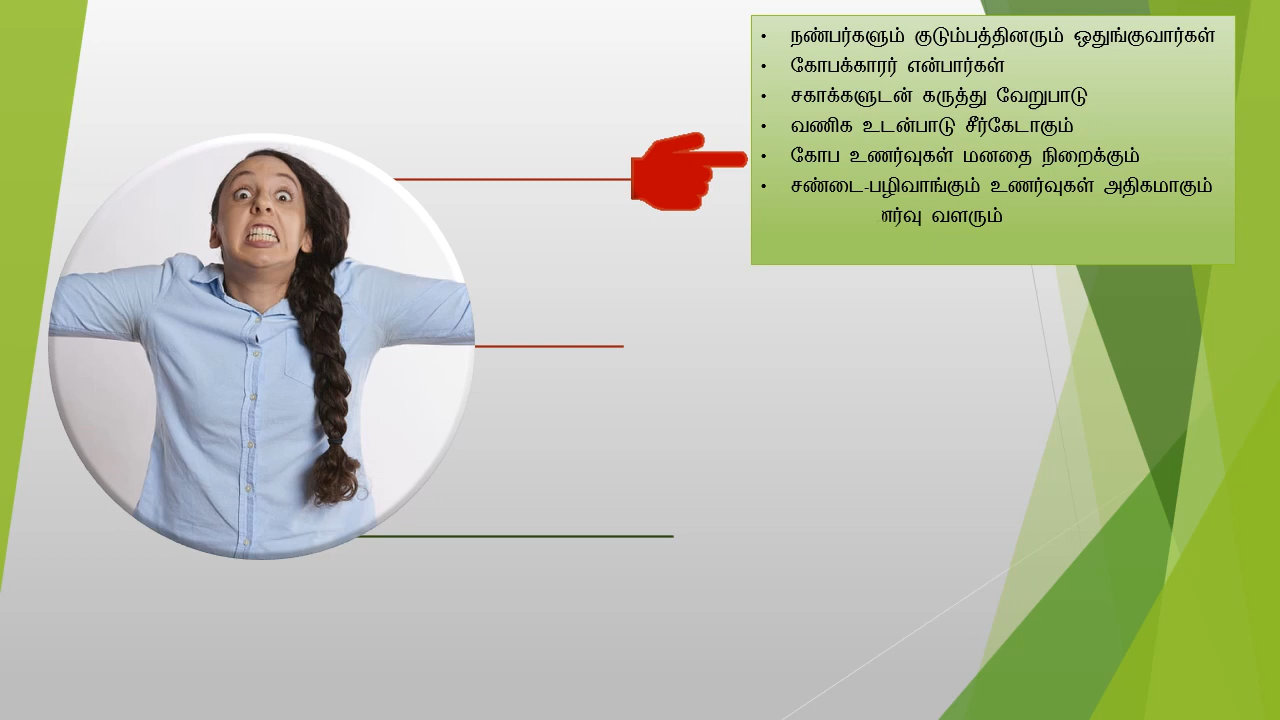 • நண்பர்களும் குடும்பத்தினரும் ஒதுங்குவார்கள்
• கோபக்காரர் என்பார்கள்
• சகாக்களுடன் கருத்து வேறுபாடு
• வணிக உடன்பாடு சீர்கேடாகும்
• கோப உணர்வுகள் மனதை நிறைக்கும்
• சண்டை-பழிவாங்கும் உணர்வுகள் அதிகமாகும்
வளரும்